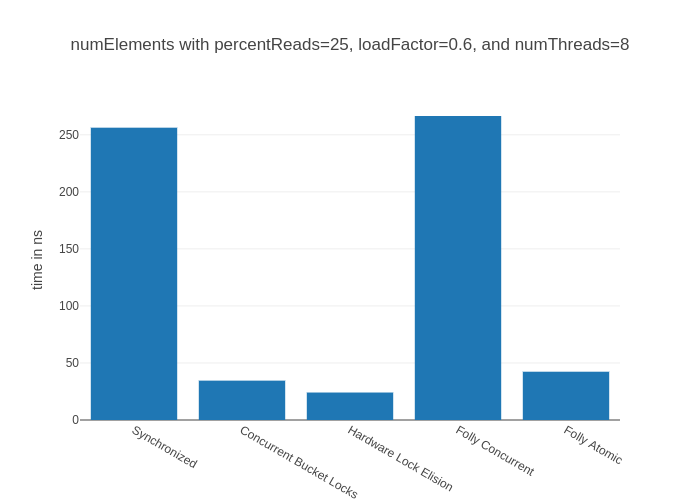 numElements with percentReads=25, loadFactor=0.6, and numThreads=8
time in ns
250
200
150
100
50
0
Synchronized
Concurrent Bucket Locks
Hardware Lock Elision
Folly Concurrent
Folly Atomic